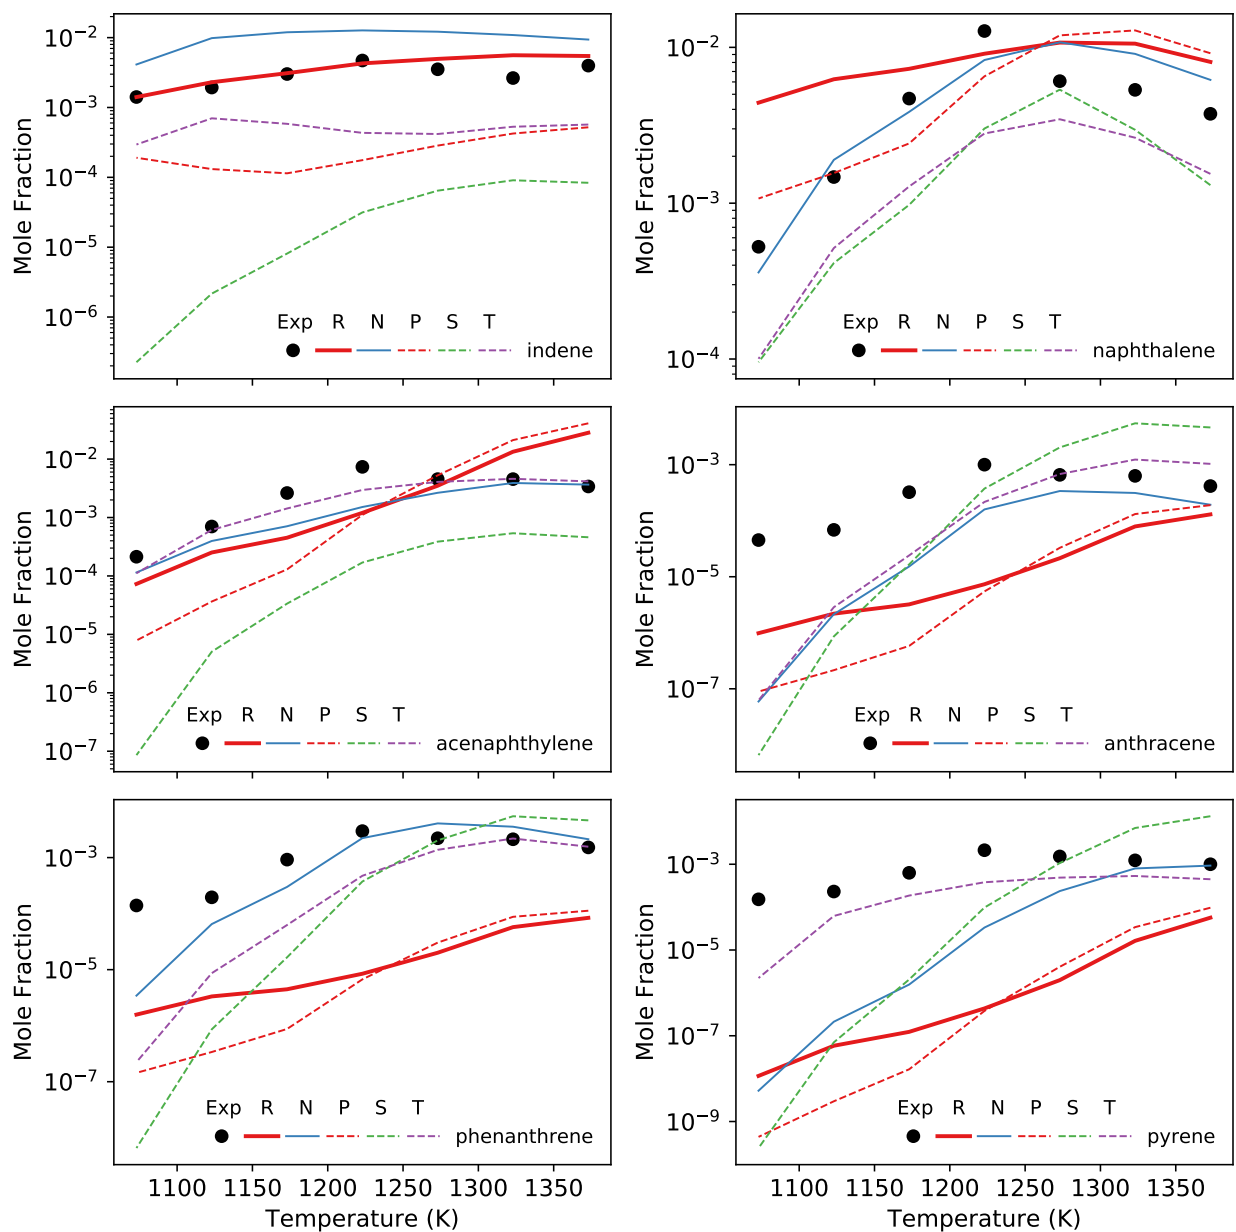 Mole Fraction
10⁻²
10⁻³
10⁻⁴
10⁻⁵
10⁻⁶
Exp R N P S T
indene
Mole Fraction
10⁻²
10⁻³
10⁻⁴
Exp R N P S T
naphthalene
Mole Fraction
10⁻²
10⁻³
10⁻⁴
10⁻⁵
10⁻⁶
10⁻⁷
Exp R N P S T
acenaphthylene
Mole Fraction
10⁻³
10⁻⁵
10⁻⁷
Exp R N P S T
anthracene
Mole Fraction
10⁻³
10⁻⁵
10⁻⁷
Exp R N P S T
phenanthrene
1100 1150 1200 1250 1300 1350
Temperature (K)
Mole Fraction
10⁻³
10⁻⁵
10⁻⁷
10⁻⁹
Exp R N P S T
pyrene
1100 1150 1200 1250 1300 1350
Temperature (K)